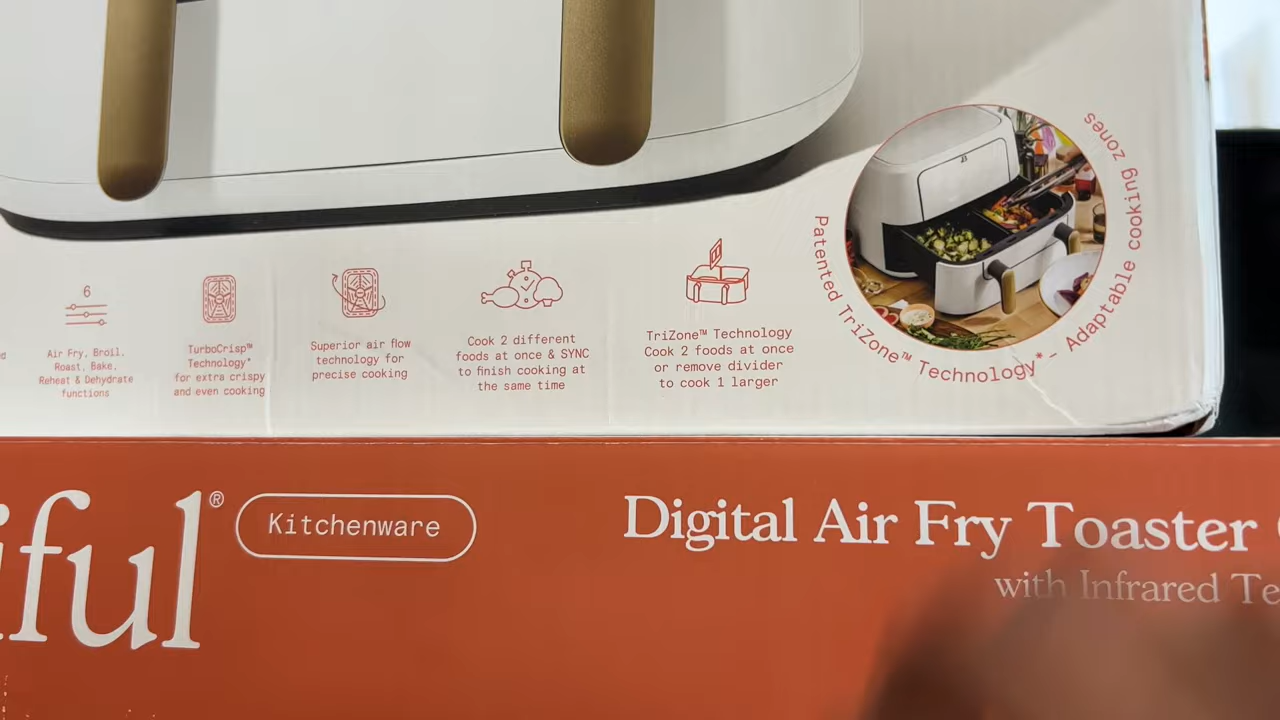 6
Air Fry, Broil,
Roast, Bake,
Reheat & Dehydrate
functions
TurboCrisp™
Technology*
for extra crispy
and even cooking
Superior air flow
technology for
precise cooking
Cook 2 different
foods at once & SYNC
to finish cooking at
the same time
TriZone™ Technology
Cook 2 foods at once
or remove divider
to cook 1 larger
Patented TriZone™ Technology* - Adaptable cooking zones
iful®
Kitchenware
Digital Air Fry Toaster
with Infrared Te